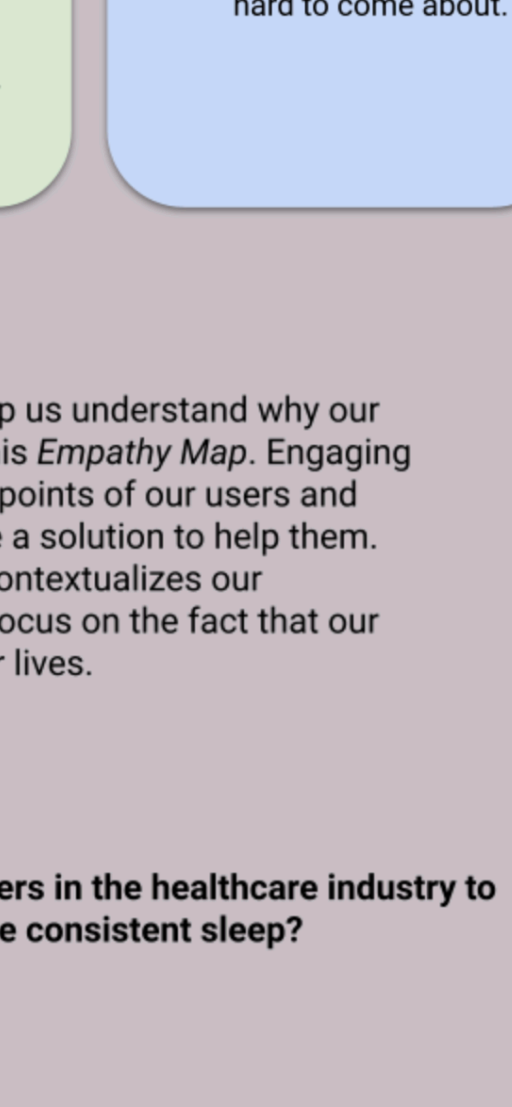 hard to come about.
p us understand why our
is Empathy Map. Engaging
points of our users and
e a solution to help them.
ontextualizes our
ocus on the fact that our
r lives.
ers in the healthcare industry to
e consistent sleep?